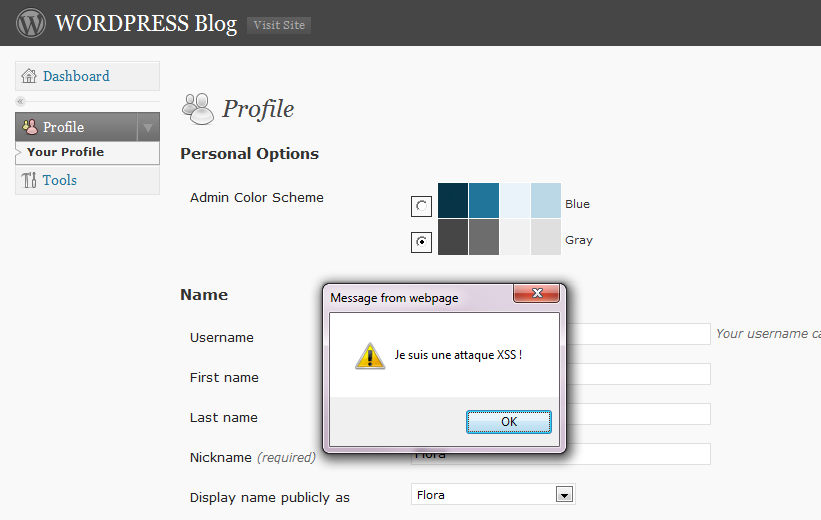 WORDPRESS Blog Visit Site
Dashboard
Profile
Your Profile
Tools
Profile
Personal Options
Admin Color Scheme
Blue
Gray
Name
Username
Your username ca
First name
Last name
Nickname (required)
Flora
Display name publicly as
Flora
Message from webpage
Je suis une attaque XSS !
OK